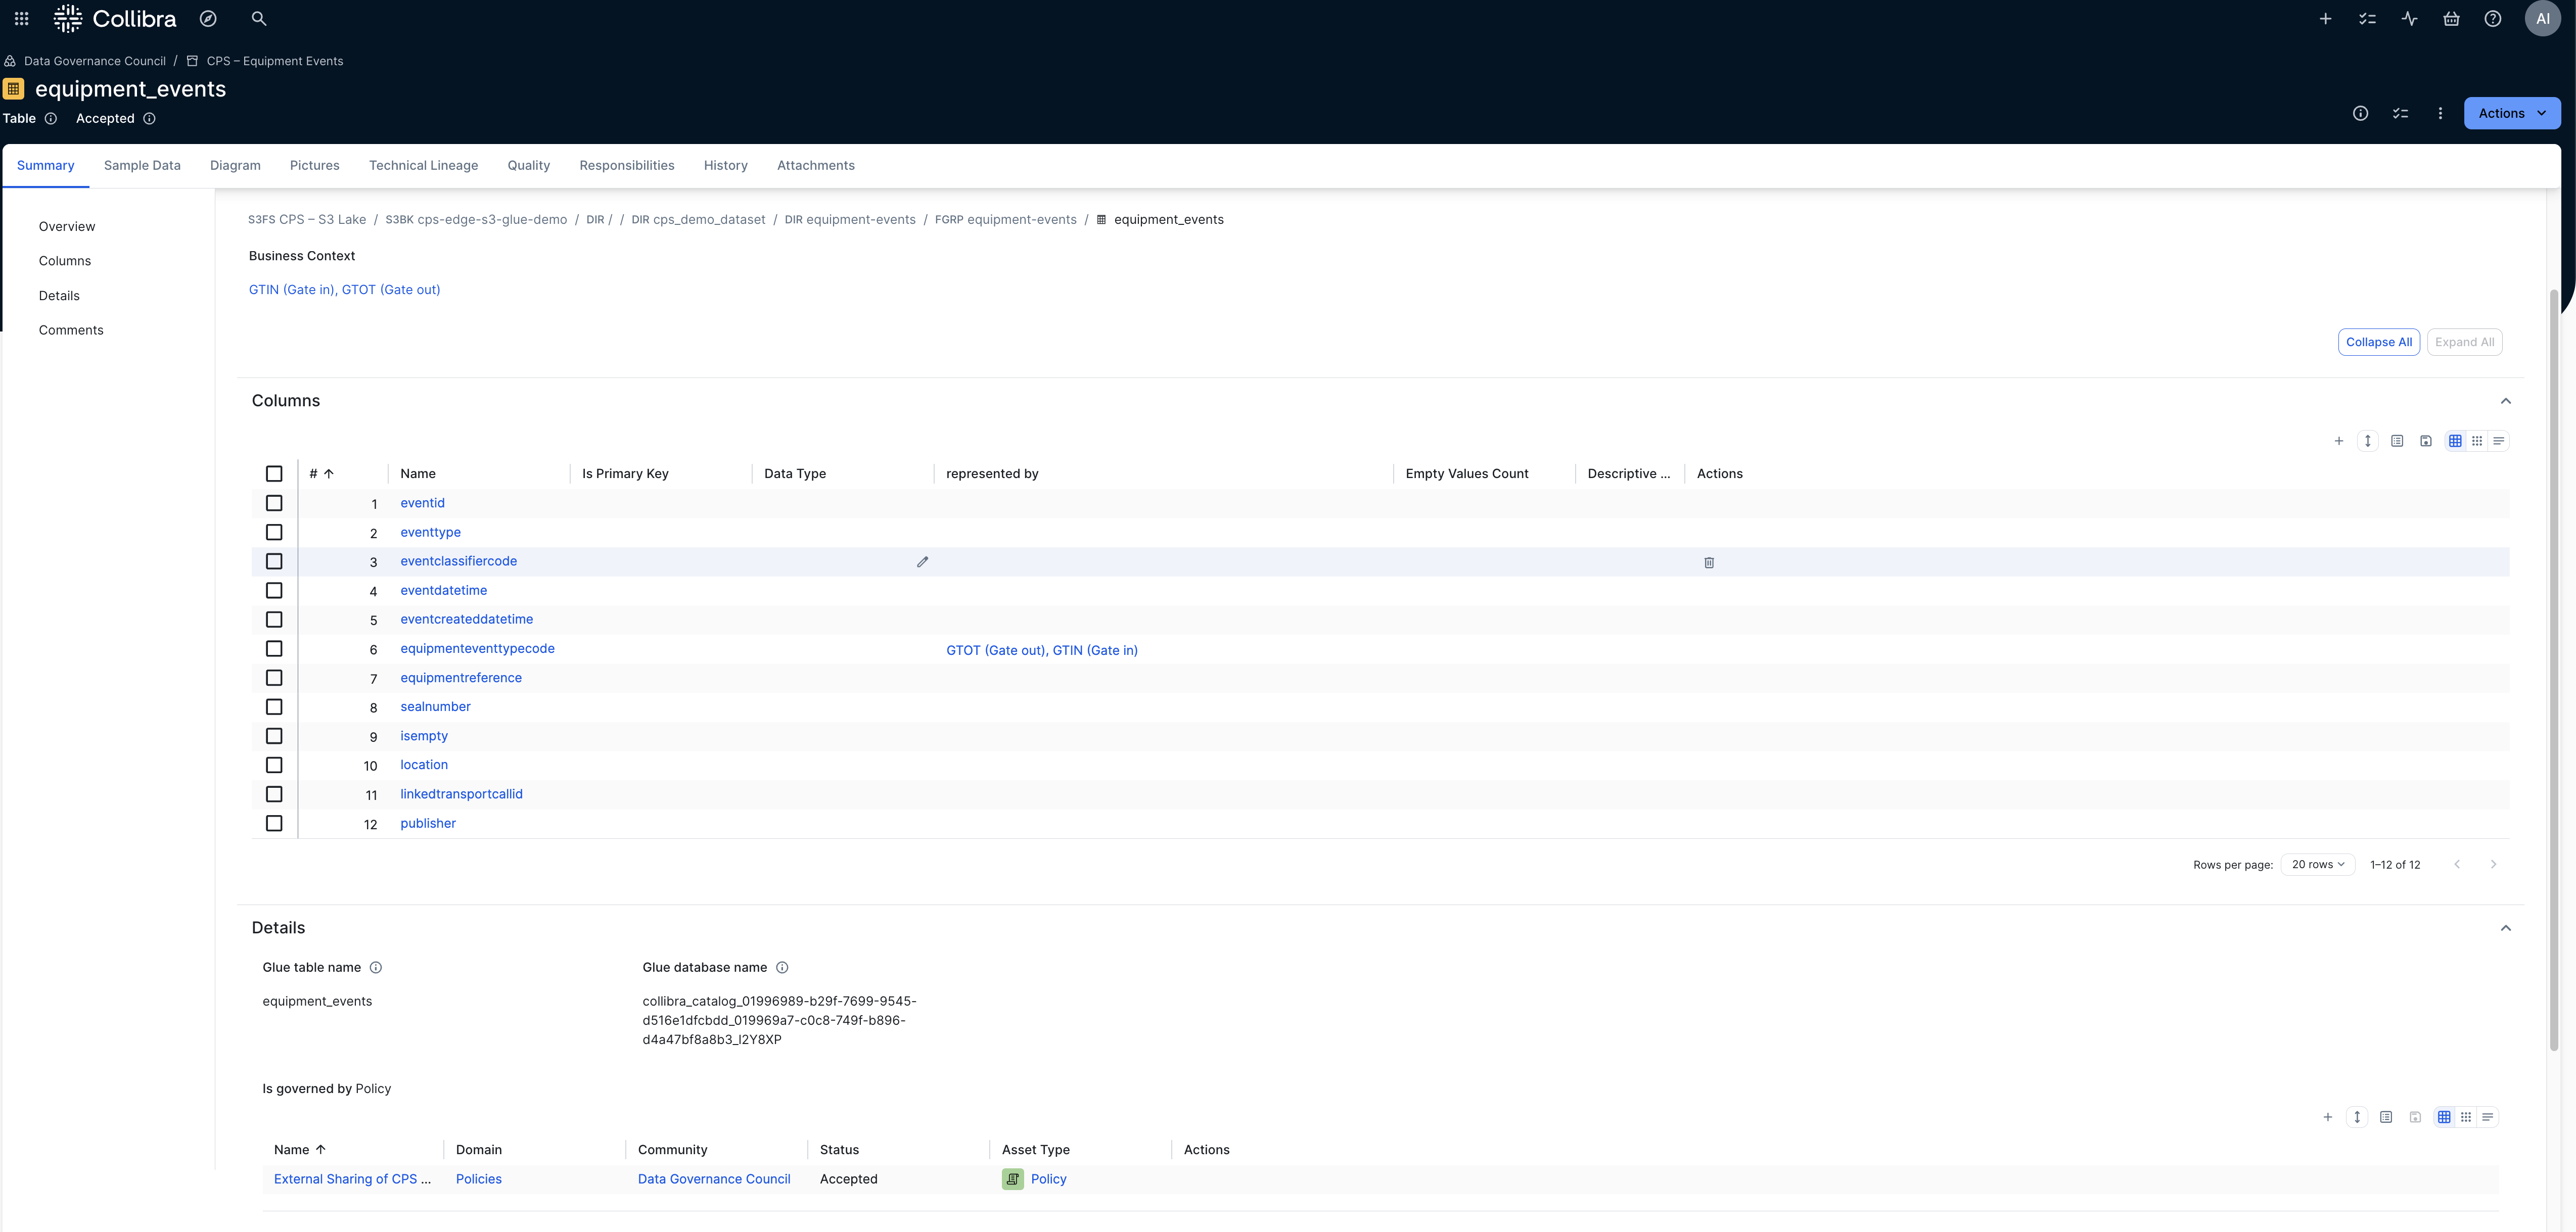 Collibra
AI
Data Governance Council / CPS – Equipment Events
equipment_events
Table Accepted
Actions
Summary Sample Data Diagram Pictures Technical Lineage Quality Responsibilities History Attachments
Overview
Columns
Details
Comments
S3FS CPS – S3 Lake / S3BK cps-edge-s3-glue-demo / DIR / / DIR cps_demo_dataset / DIR equipment-events / FGRP equipment-events / equipment_events
Business Context
GTIN (Gate in), GTOT (Gate out)
Collapse All Expand All
Columns
# Name Is Primary Key Data Type represented by Empty Values Count Descriptive ... Actions
1 eventid
2 eventtype
3 eventclassifiercode
4 eventdatetime
5 eventcreateddatetime
6 equipmenteventtypecode GTOT (Gate out), GTIN (Gate in)
7 equipmentreference
8 sealnumber
9 isempty
10 location
11 linkedtransportcallid
12 publisher
Rows per page: 20 rows 1–12 of 12
Details
Glue table name Glue database name
equipment_events
collibra_catalog_01996989-b29f-7699-9545-
d516e1dfcbdd_019969a7-c0c8-749f-b896-
d4a47bf8a8b3_l2Y8XP
Is governed by Policy
Name Domain Community Status Asset Type Actions
External Sharing of CPS ... Policies Data Governance Council Accepted Policy